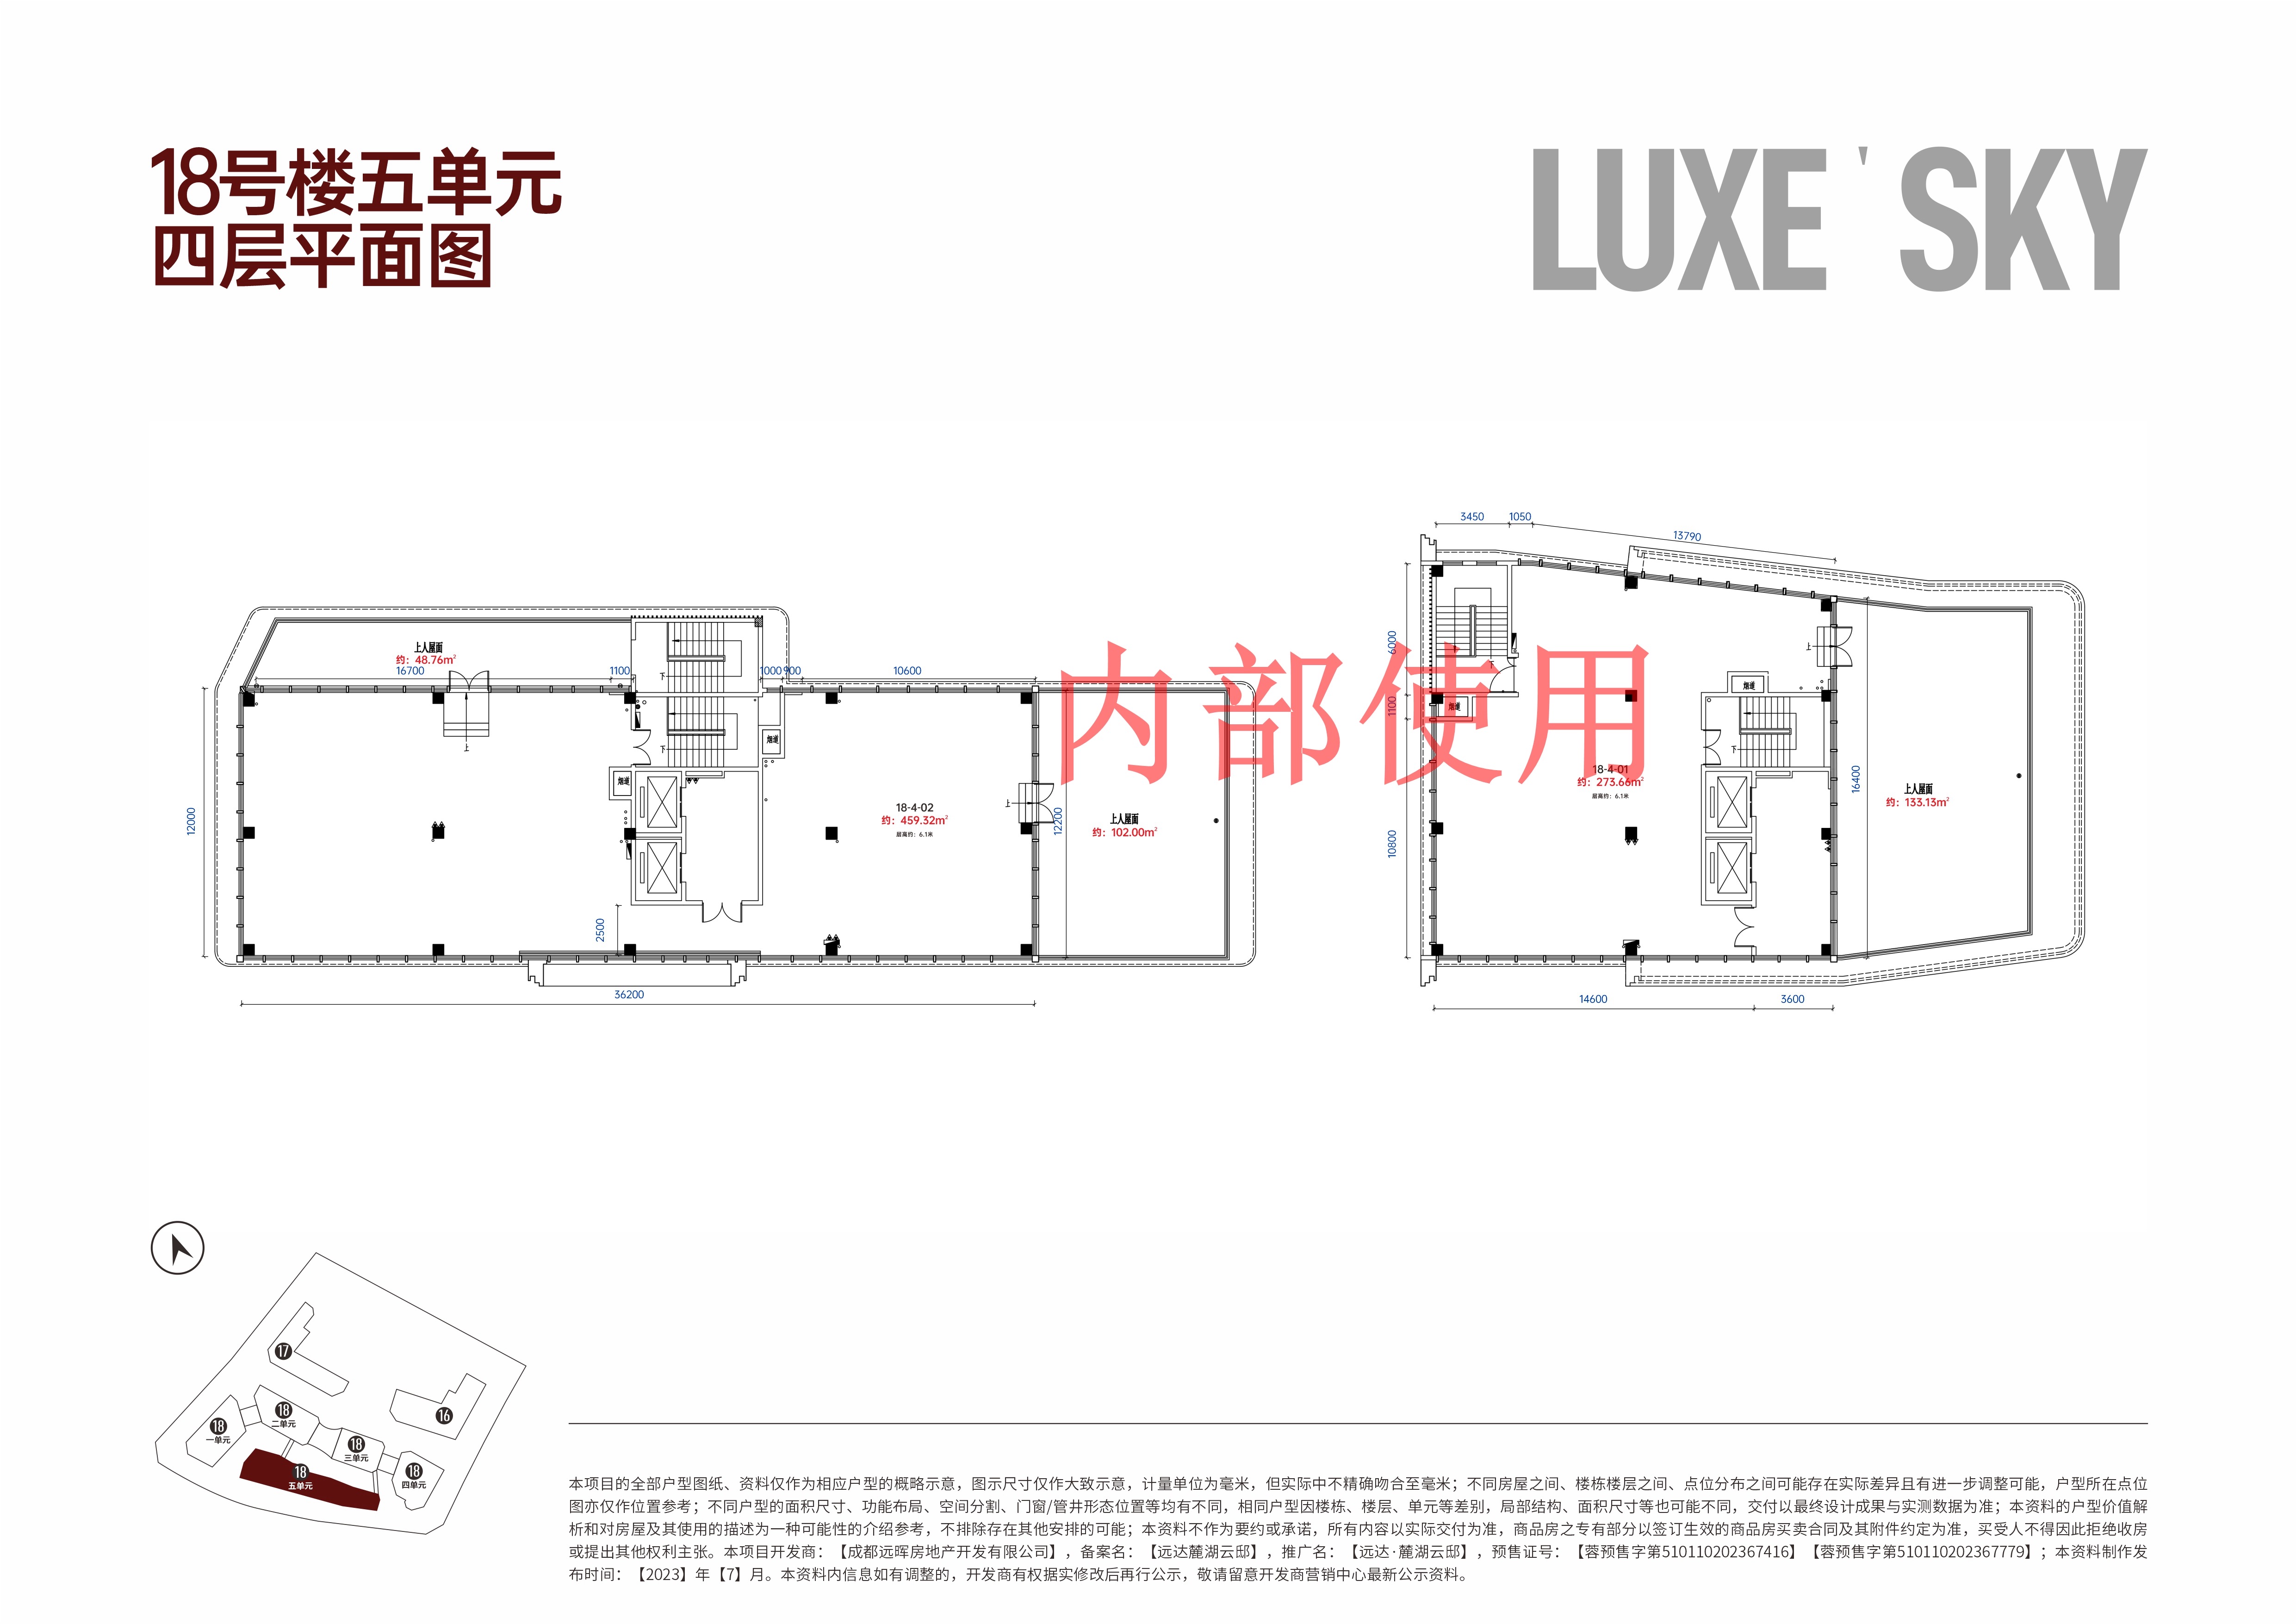 18号楼五单元
四层平面图
LUXE'SKY
3450
1050
13790
上人屋面
约：48.76m²
16700
1100
1000
900
10600
下
下
上
烟道
烟道
12000
2500
18-4-02
约：459.32m²
层高约：6.1米
上
12200
上人屋面
约：102.00m²
36200
内部使用
6000
1100
10800
下
烟道
烟道
上
下
18-4-01
约：273.66m²
层高约：6.1米
16400
上人屋面
约：133.13m²
14600
3600
17
16
18
一单元
18
二单元
18
三单元
18
四单元
18
五单元
本项目的全部户型图纸、资料仅作为相应户型的概略示意，图示尺寸仅作大致示意，计量单位为毫米，但实际中不精确吻合至毫米；不同房屋之间、楼栋楼层之间、点位分布之间可能存在实际差异且有进一步调整可能，户型所在点位
图亦仅作位置参考；不同户型的面积尺寸、功能布局、空间分割、门窗/管井形态位置等均有不同，相同户型因楼栋、楼层、单元等差别，局部结构、面积尺寸等也可能不同，交付以最终设计成果与实测数据为准；本资料的户型价值解
析和对房屋及其使用的描述为一种可能性的介绍参考，不排除存在其他安排的可能；本资料不作为要约或承诺，所有内容以实际交付为准，商品房之专有部分以签订生效的商品房买卖合同及其附件约定为准，买受人不得因此拒绝收房
或提出其他权利主张。本项目开发商：【成都远晖房地产开发有限公司】，备案名：【远达麓湖云邸】，推广名：【远达·麓湖云邸】，预售证号：【蓉预售字第510110202367416】【蓉预售字第510110202367779】；本资料制作发
布时间：【2023】年【7】月。本资料内信息如有调整的，开发商有权据实修改后再行公示，敬请留意开发商营销中心最新公示资料。